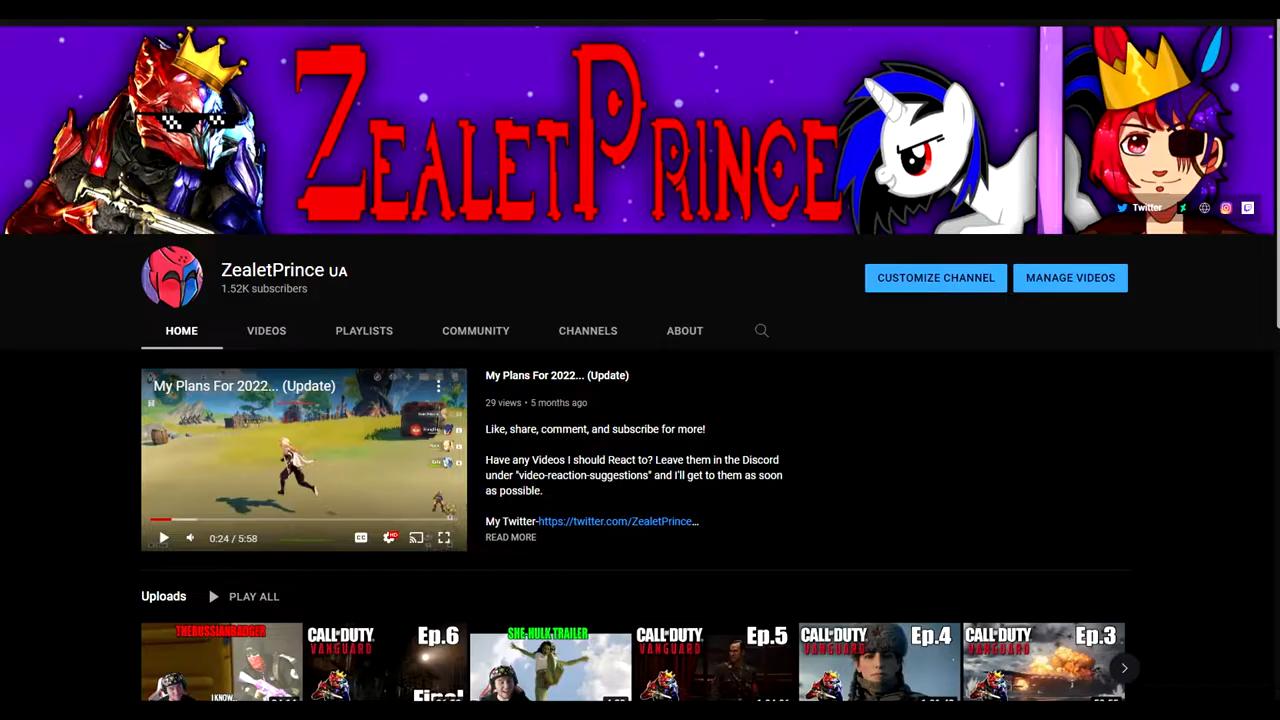 ZEALETPRINCE
Twitter
ZealetPrince UA
1.52K subscribers
CUSTOMIZE CHANNEL
MANAGE VIDEOS
HOME
VIDEOS
PLAYLISTS
COMMUNITY
CHANNELS
ABOUT
My Plans For 2022... (Update)
CC
HD
0:24 / 5:58
My Plans For 2022... (Update)
29 views • 5 months ago
Like, share, comment, and subscribe for more!
Have any Videos I should React to? Leave them in the Discord
under "video-reaction-suggestions" and I'll get to them as soon
as possible.
My Twitter-https://twitter.com/ZealetPrince...
READ MORE
Uploads
PLAY ALL
THERUSSIANBADGER
I KNOW...
CALL OF DUTY
VANGUARD
Ep.6
Final
SHE-HULK TRAILER
CALL OF DUTY
VANGUARD
Ep.5
CALL OF DUTY
VANGUARD
Ep.4
CALL OF DUTY
VANGUARD
Ep.3